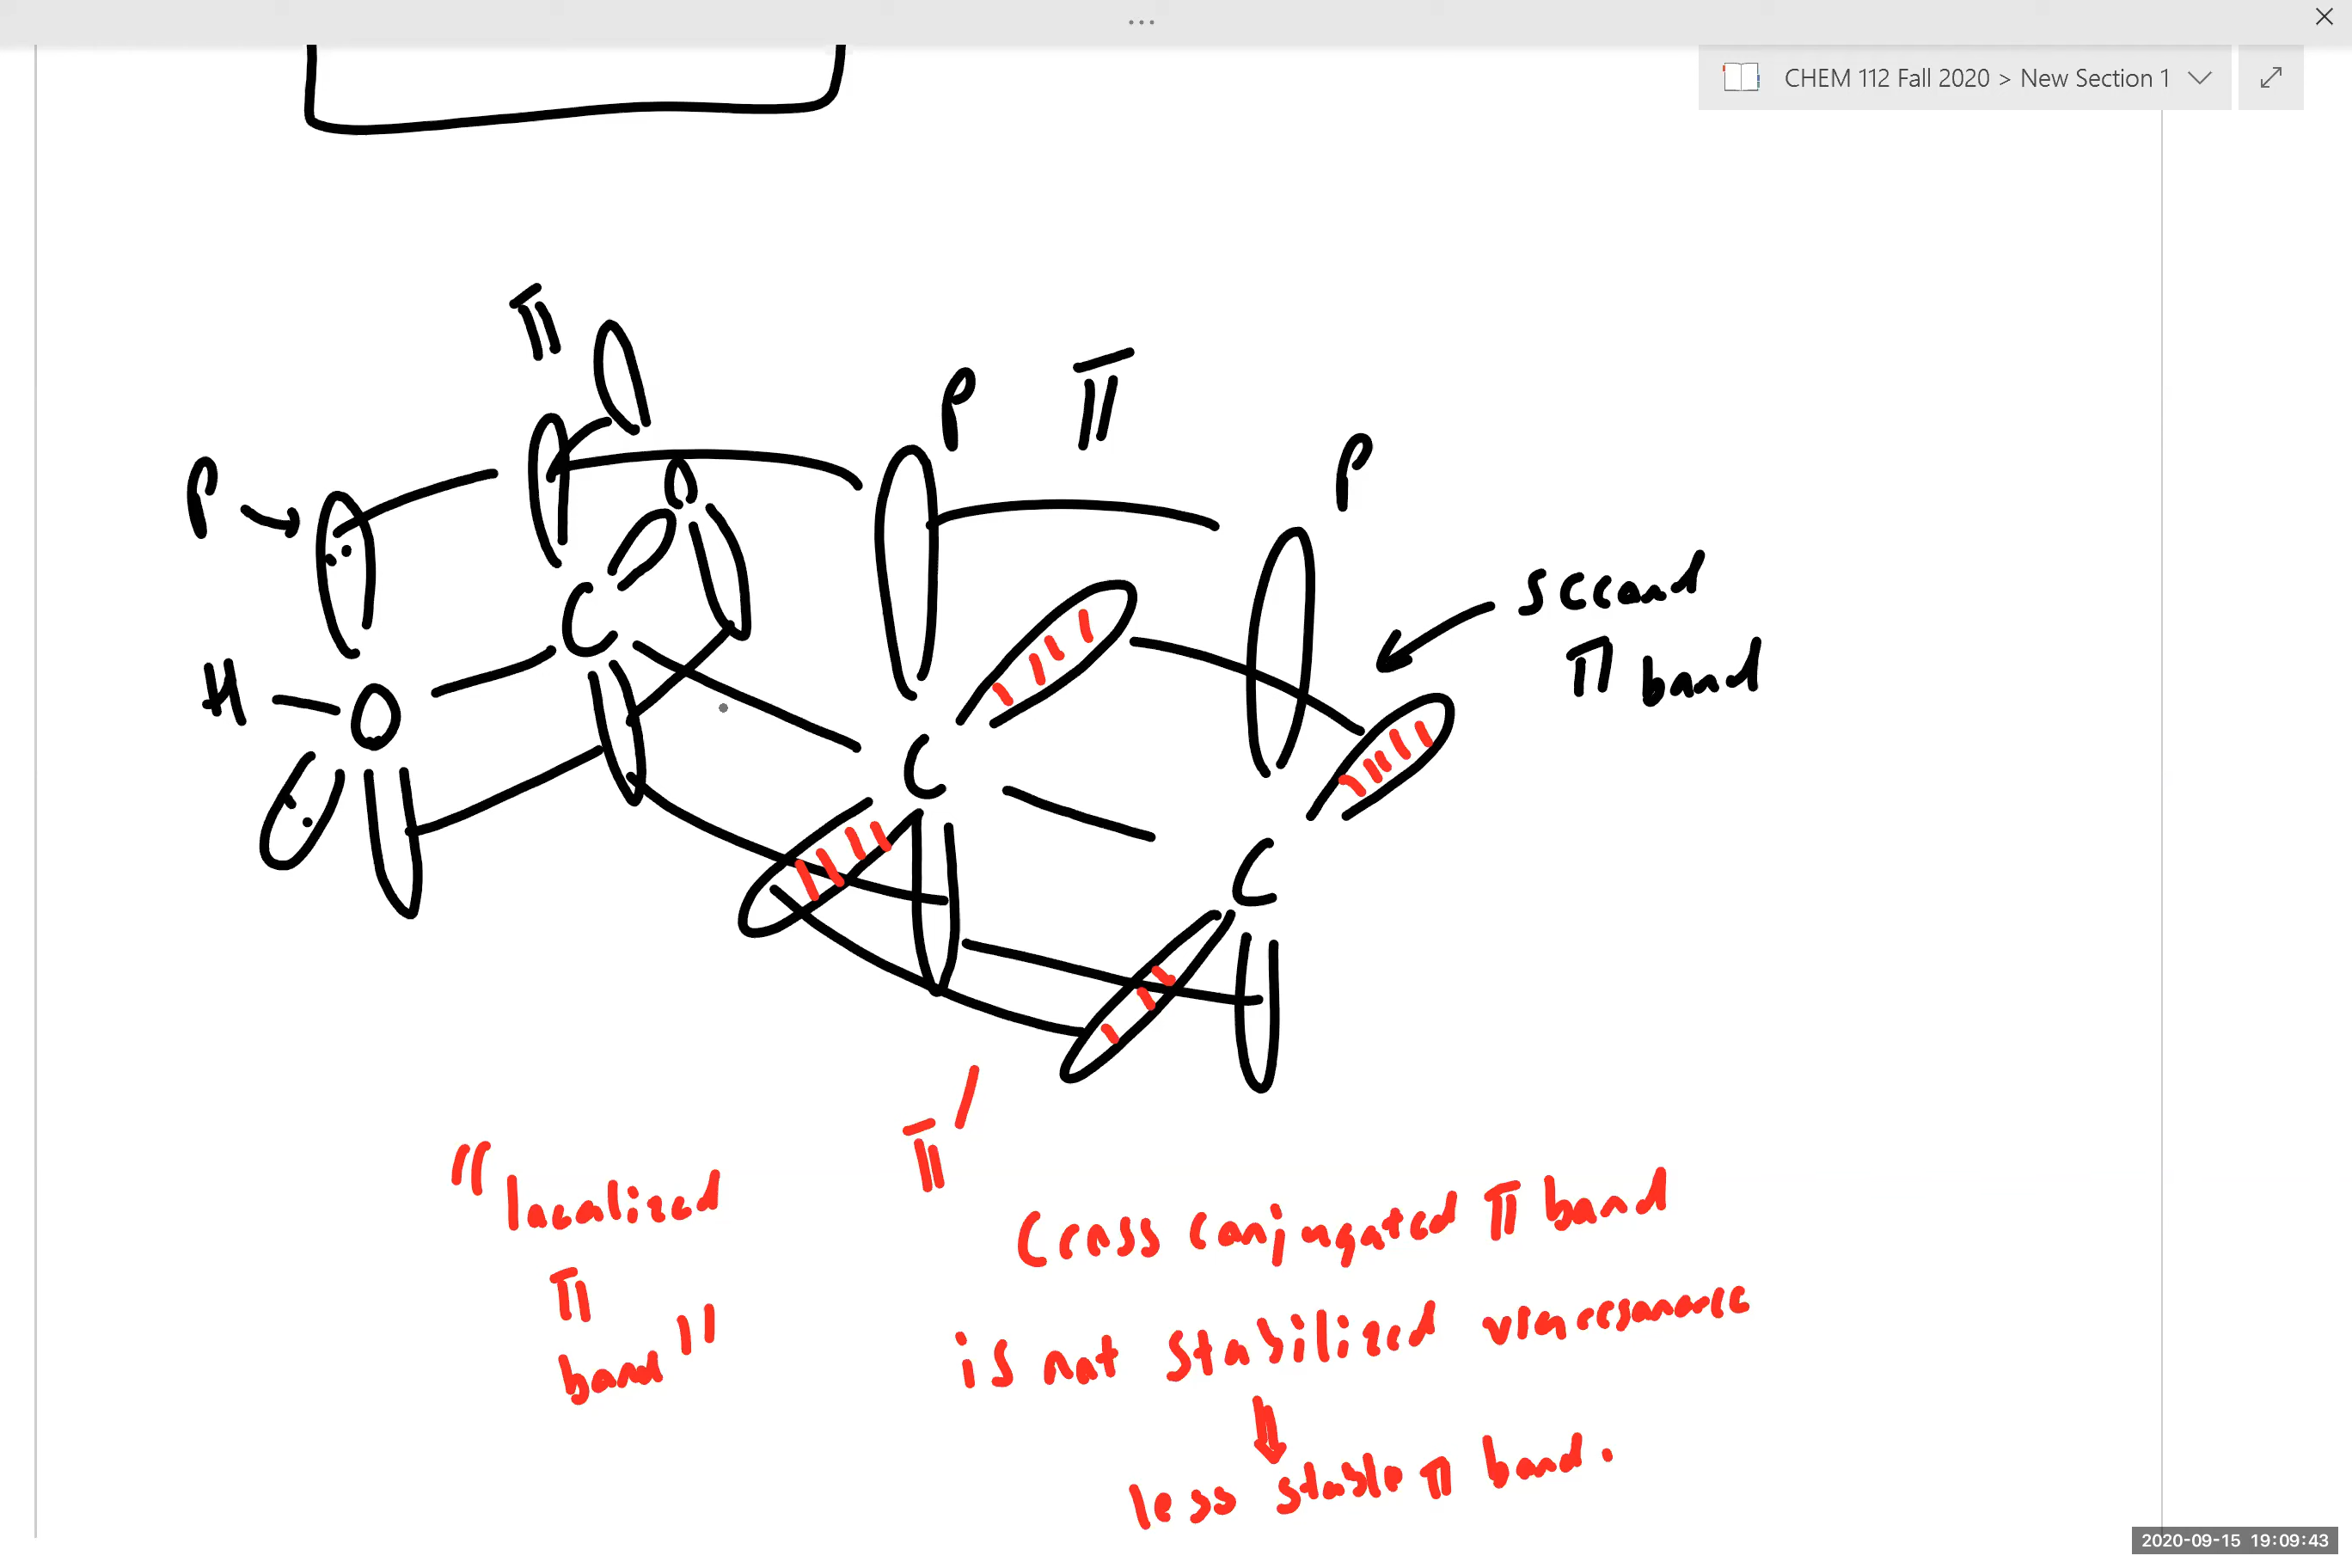 ...
CHEM 112 Fall 2020 > New Section 1
π
P π
P
P
second
π bond
O
C
H O
C
C
π'
"localized
π
bond"
Cross conjugated π bond
is not stabilized via resonance
less stable π bond.
2020-09-15 19:09:43